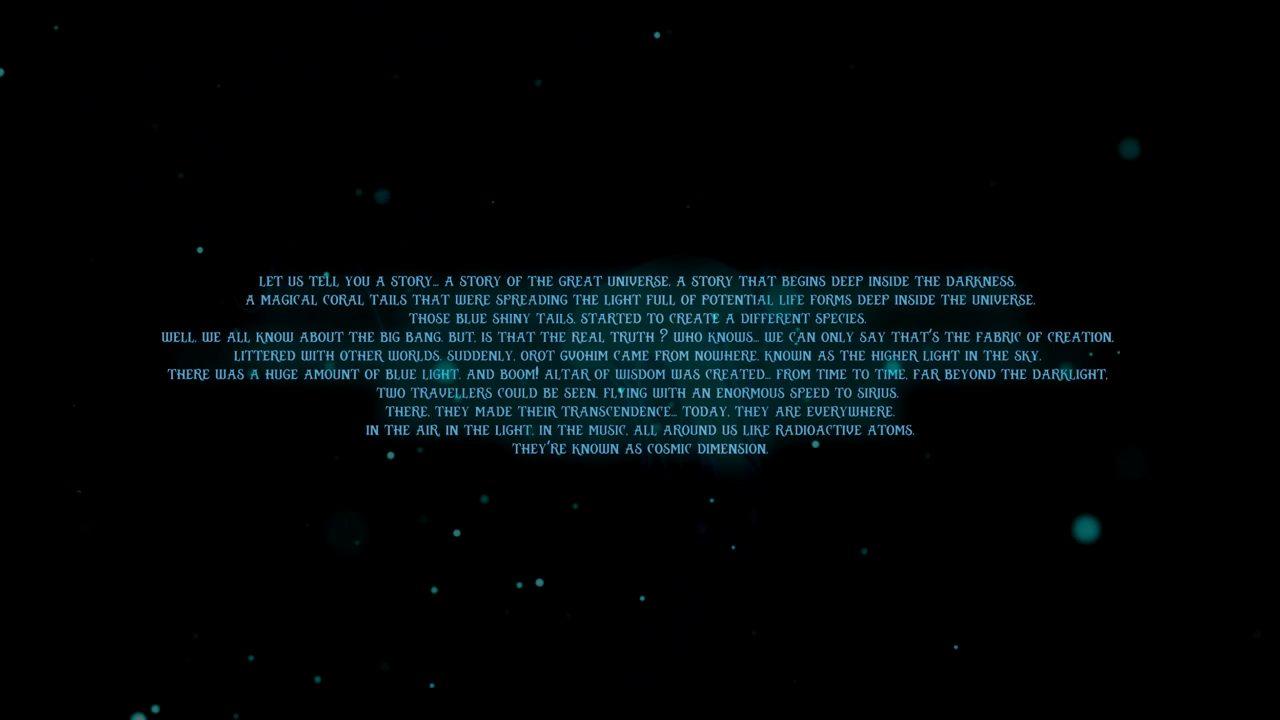 LET US TELL YOU A STORY... A STORY OF THE GREAT UNIVERSE. A STORY THAT BEGINS DEEP INSIDE THE DARKNESS.
A MAGICAL CORAL TAILS THAT WERE SPREADING THE LIGHT FULL OF POTENTIAL LIFE FORMS DEEP INSIDE THE UNIVERSE.
THOSE BLUE SHINY TAILS, STARTED TO CREATE A DIFFERENT SPECIES.
WELL, WE ALL KNOW ABOUT THE BIG BANG. BUT, IS THAT THE REAL TRUTH ? WHO KNOWS... WE CAN ONLY SAY THAT'S THE FABRIC OF CREATION,
LITTERED WITH OTHER WORLDS. SUDDENLY, OROT GVOHIM CAME FROM NOWHERE, KNOWN AS THE HIGHER LIGHT IN THE SKY.
THERE WAS A HUGE AMOUNT OF BLUE LIGHT, AND BOOM! ALTAR OF WISDOM WAS CREATED... FROM TIME TO TIME, FAR BEYOND THE DARKLIGHT,
TWO TRAVELLERS COULD BE SEEN, FLYING WITH AN ENORMOUS SPEED TO SIRIUS.
THERE, THEY MADE THEIR TRANSCENDENCE... TODAY, THEY ARE EVERYWHERE.
IN THE AIR, IN THE LIGHT, IN THE MUSIC, ALL AROUND US LIKE RADIOACTIVE ATOMS.
THEY'RE KNOWN AS COSMIC DIMENSION.